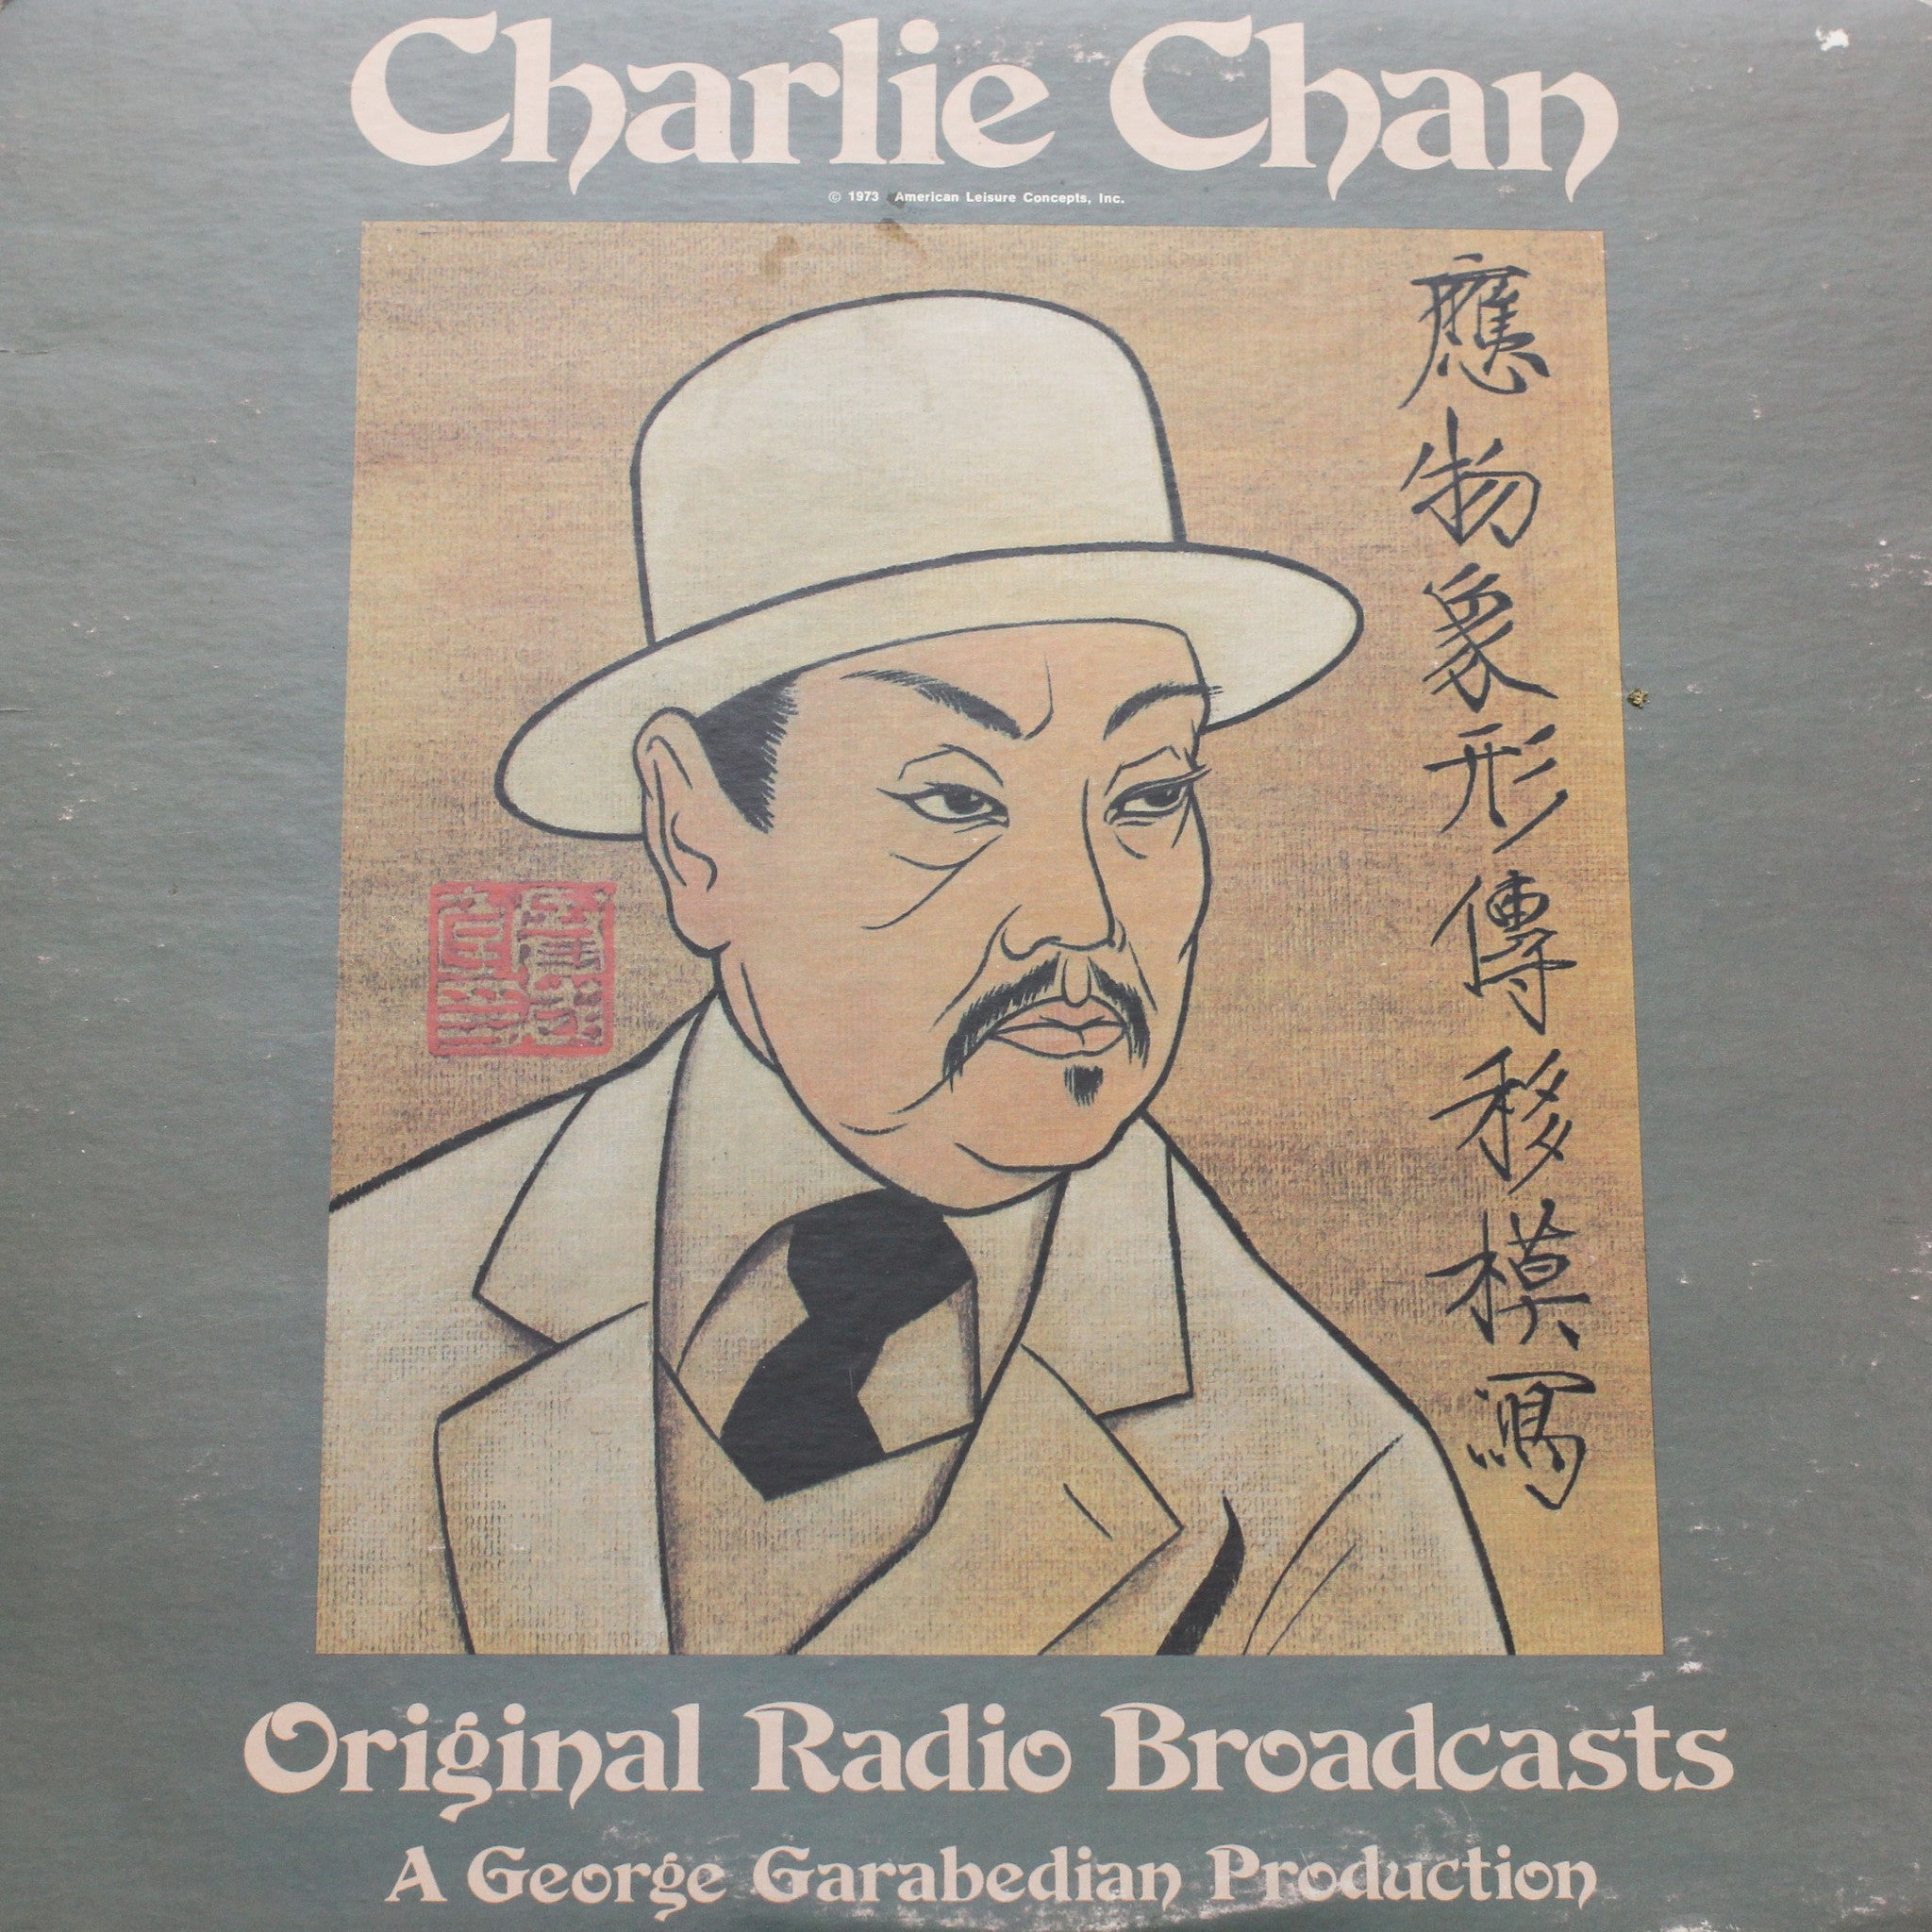 Charlie Chan
© 1973 American Leisure Concepts, Inc.
應物象形傳移模寫
Original Radio Broadcasts
A George Garabedian Production